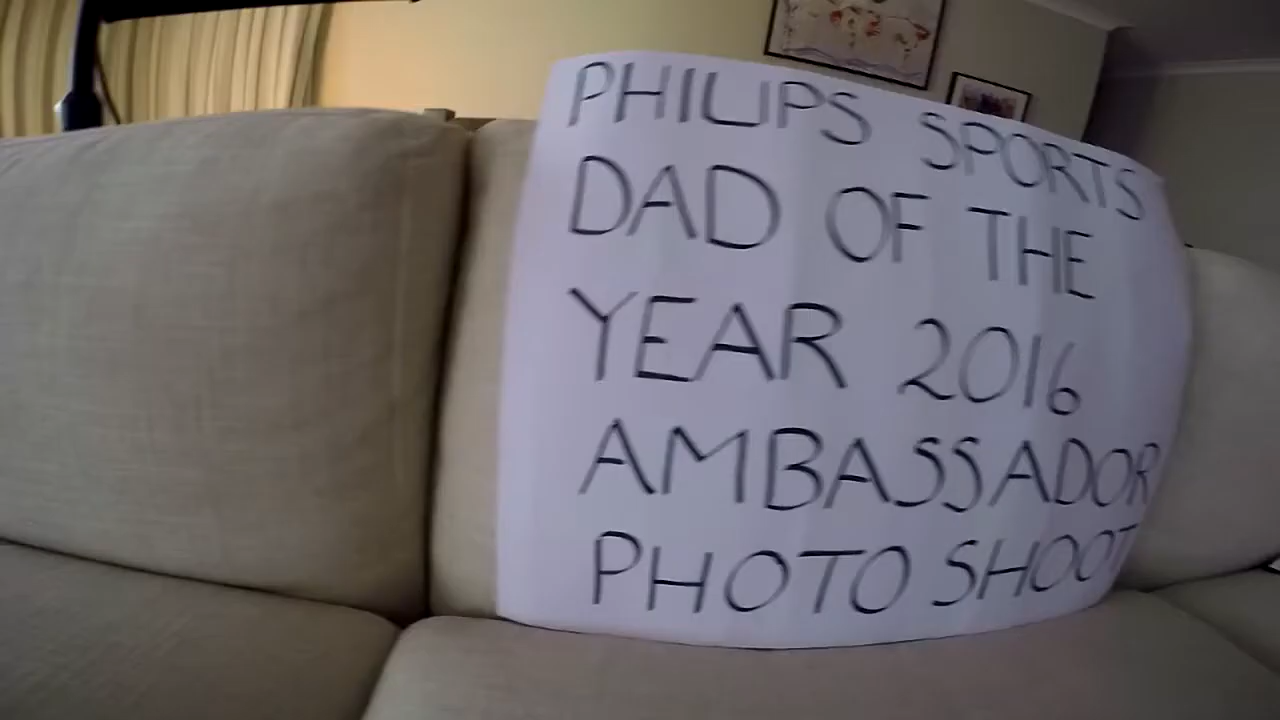 PHILIPS SPORTS
DAD OF THE
YEAR 2016
AMBASSADOR
PHOTO SHOOT